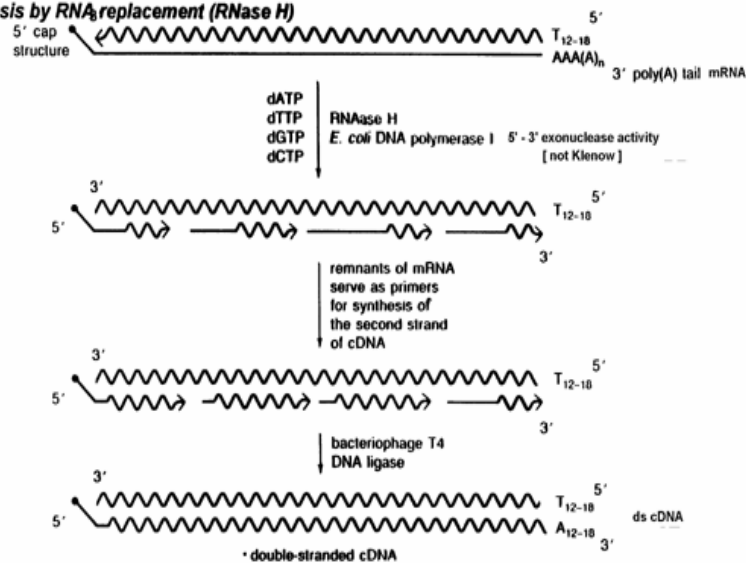 sis by RNA replacement (RNase H)
5′ cap
structure
5′
T12–18
AAA(A)n
3′ poly(A) tail mRNA
dATP
dTTP
dGTP
dCTP
RNAase H
E. coli DNA polymerase I 5′ - 3′ exonuclease activity
[ not Klenow ]
3′
5′
T12–18
5′
3′
remnants of mRNA
serve as primers
for synthesis of
the second strand
of cDNA
3′
5′
T12–18
5′
3′
bacteriophage T4
DNA ligase
3′
5′
T12–18
5′
A12–18
3′
ds cDNA
• double-stranded cDNA